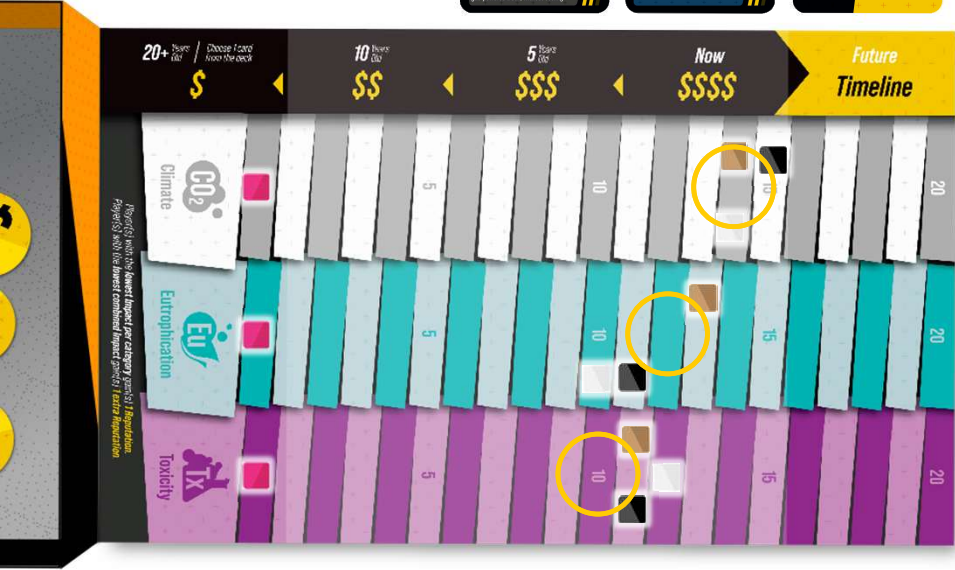 20+ Years Old / Choose 1 card from the deck
$
10 Years Old
$$
5 Years Old
$$$
Now
$$$$
Future
Timeline
Player(s) with the lowest impact per category gain(s) 1 Reputation.
Player(s) with the lowest combined impact gain(s) 1 extra Reputation
CO2
Climate
5
10
20
Eu
Eutrophication
5
10
15
20
Tx
Toxicity
5
10
15
20